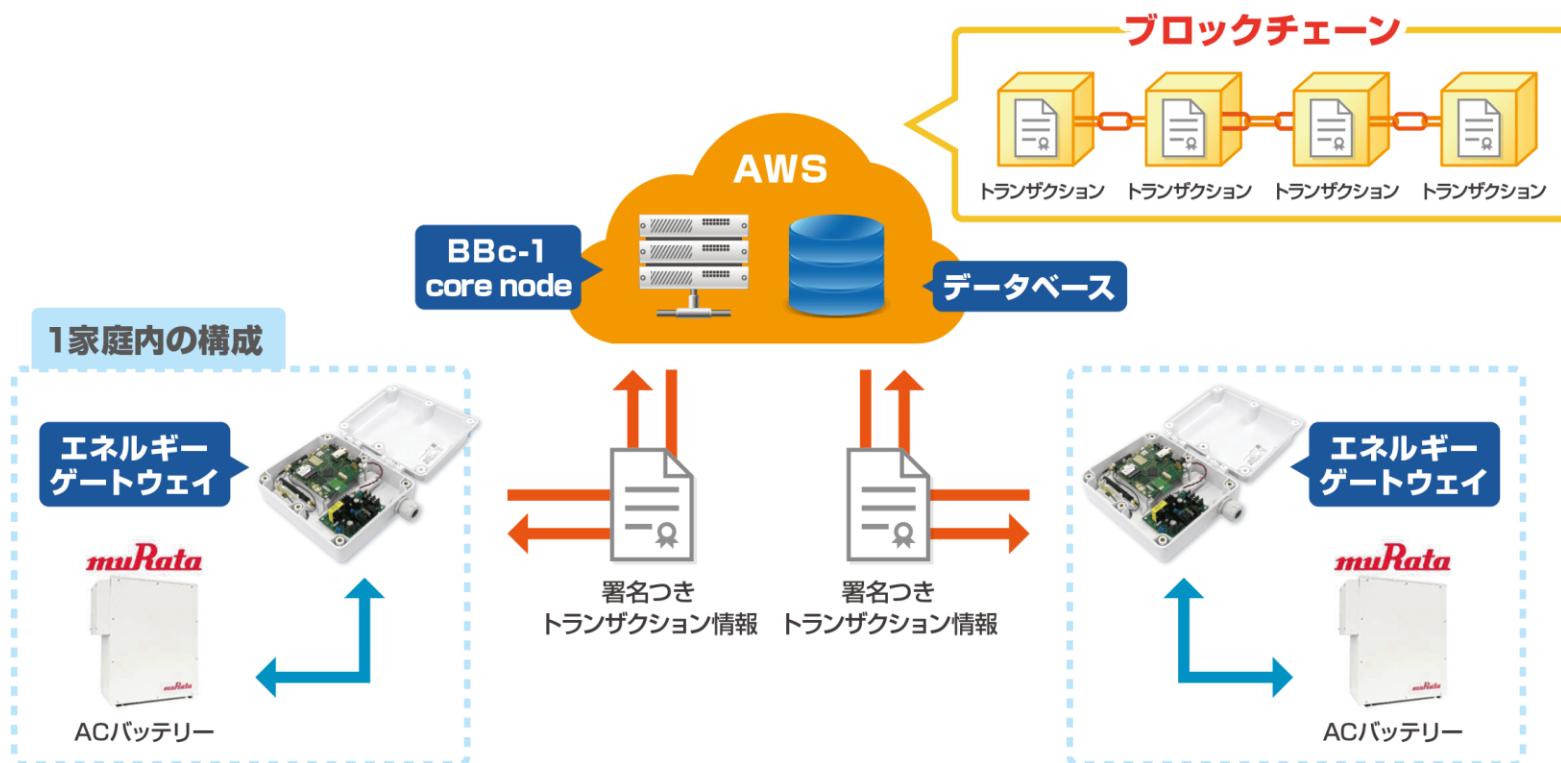 ブロックチェーン
トランザクション
トランザクション
トランザクション
トランザクション
AWS
BBc-1
core node
データベース
1家庭内の構成
エネルギー
ゲートウェイ
muRata
muRata
ACバッテリー
署名つき
トランザクション情報
署名つき
トランザクション情報
エネルギー
ゲートウェイ
muRata
muRata
ACバッテリー